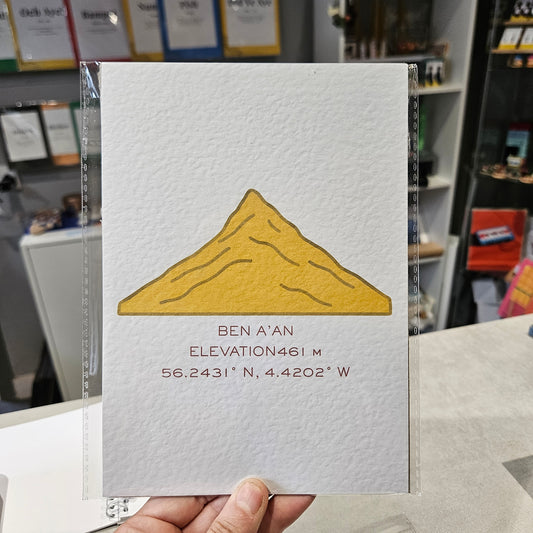 BEN A'AN
ELEVATION461 M
56.2431° N, 4.4202° W